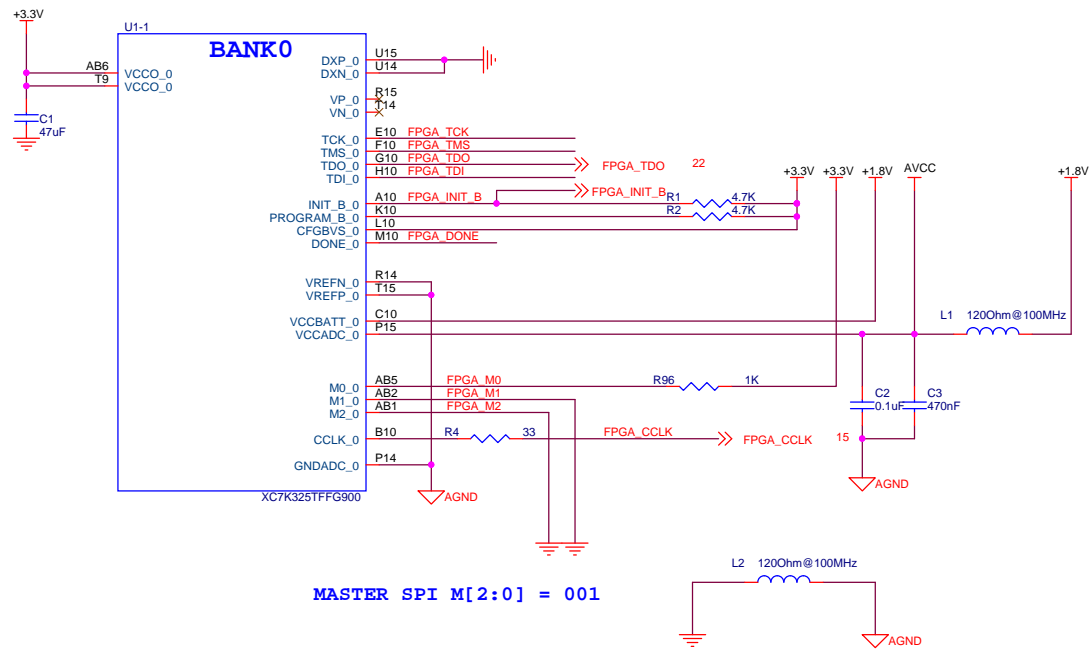 +3.3V
U1-1
BANK0
AB6 VCCO_0
T9 VCCO_0
C1
47uF
DXP_0 U15
DXN_0 U14
VP_0 R15
VN_0 T14
TCK_0 E10 FPGA_TCK
TMS_0 F10 FPGA_TMS
TDO_0 G10 FPGA_TDO FPGA_TDO 22
TDI_0 H10 FPGA_TDI
+3.3V +3.3V +1.8V AVCC +1.8V
FPGA_INIT_B
INIT_B_0 A10 FPGA_INIT_B R1 4.7K
PROGRAM_B_0 K10 R2 4.7K
CFGBVS_0 L10
DONE_0 M10 FPGA_DONE
VREFN_0 R14
VREFP_0 T15
VCCBATT_0 C10
L1 120Ohm@100MHz
VCCADC_0 P15
M0_0 AB5 FPGA_M0 R96 1K
M1_0 AB2 FPGA_M1
M2_0 AB1 FPGA_M2
C2
0.1uF
C3
470nF
CCLK_0 B10 R4 33 FPGA_CCLK FPGA_CCLK 15
GNDADC_0 P14
AGND
AGND
XC7K325TFFG900
L2 120Ohm@100MHz
MASTER SPI M[2:0] = 001
AGND